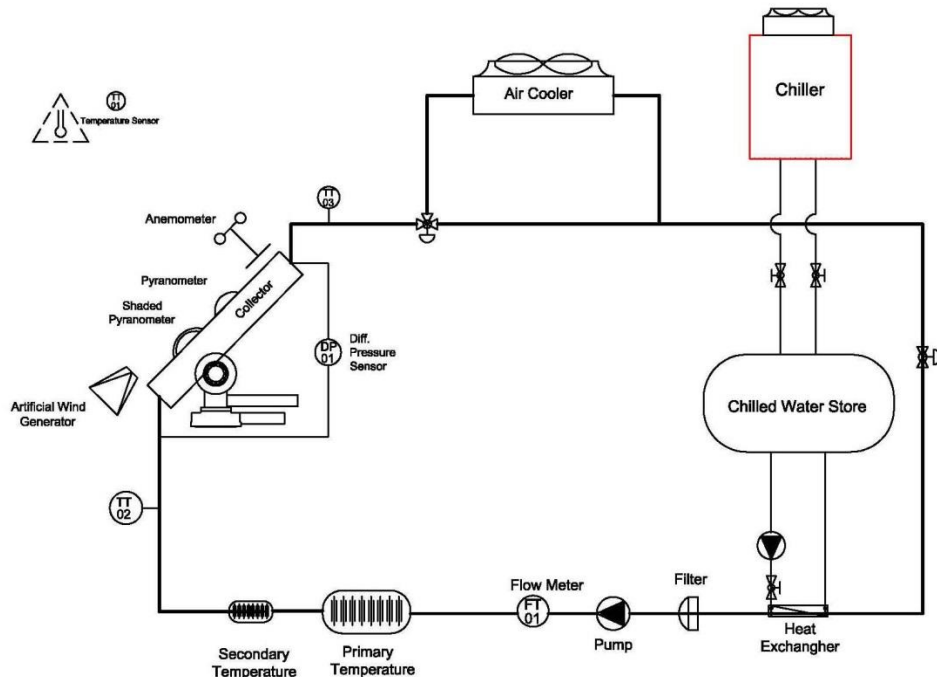 Air Cooler
Chiller
TT
01
Temperature Sensor
TT
03
Anemometer
Pyranometer
Collector
Shaded
Pyranometer
DP
01
Diff.
Pressure
Sensor
Artificial Wind
Generator
Chilled Water Store
TT
02
Flow Meter
FT
01
Filter
Pump
Heat
Exchangher
Secondary
Temperature
Primary
Temperature